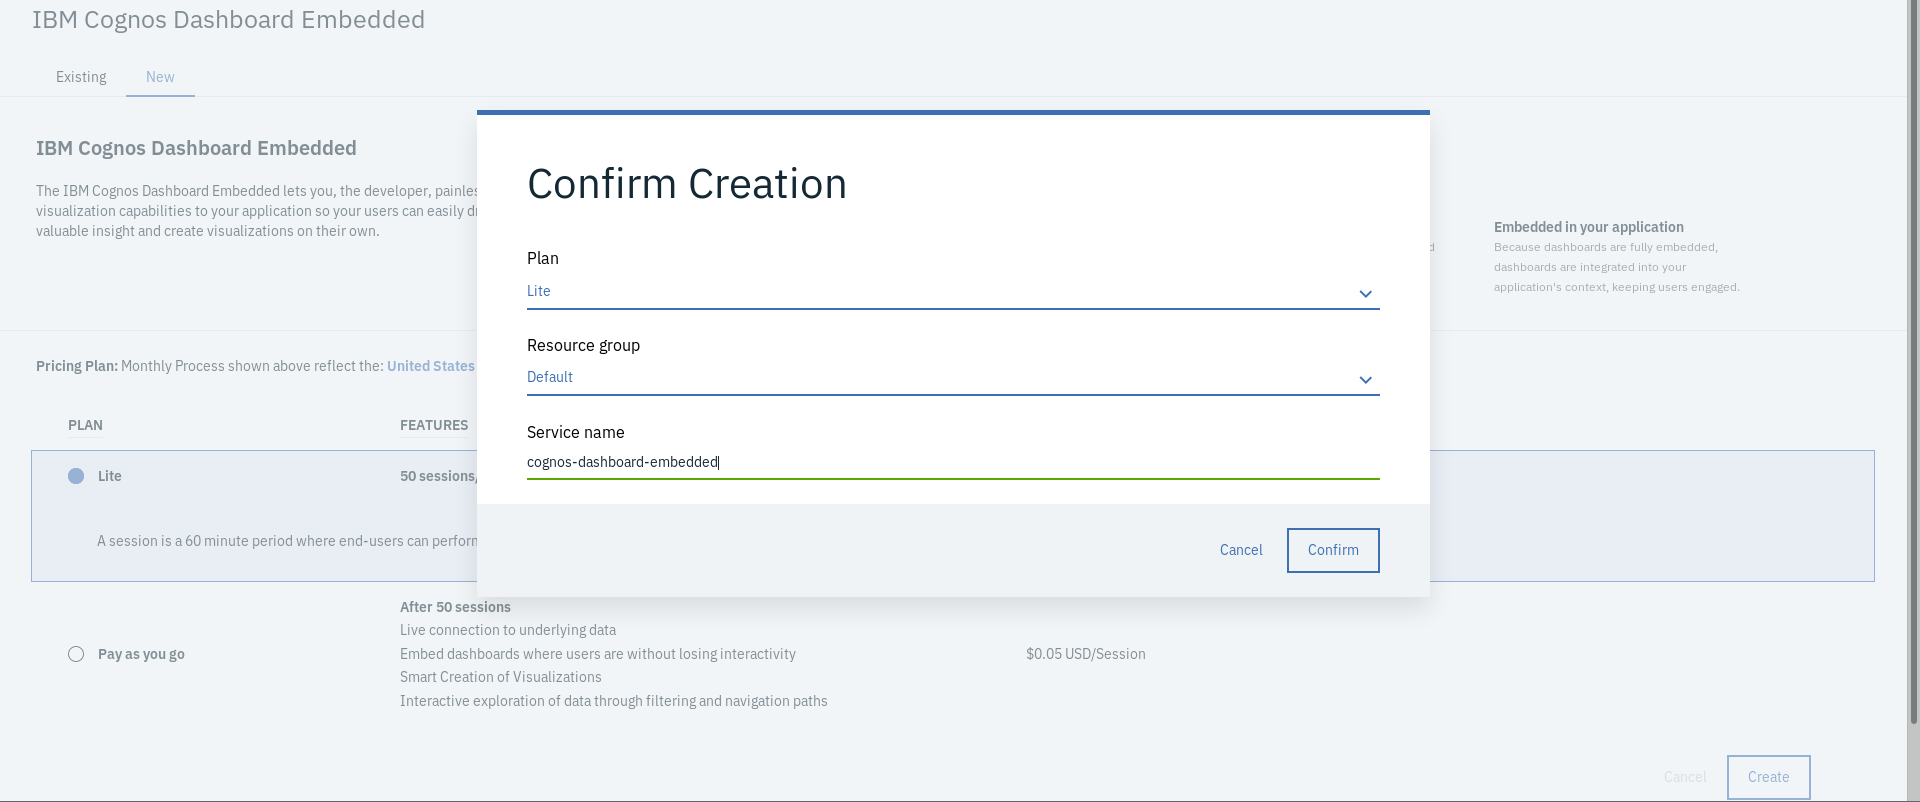 IBM Cognos Dashboard Embedded
Existing New
IBM Cognos Dashboard Embedded
The IBM Cognos Dashboard Embedded lets you, the developer,
visualization capabilities to your application so your users can easily
valuable insight and create visualizations on their own.
Embedded in your application
Because dashboards are fully embedded,
dashboards are integrated into your
application's context, keeping users engaged.
Pricing Plan: Monthly Process shown above reflect the: United States
PLAN FEATURES
Lite 50 sessions/
A session is a 60 minute period where end-users can
After 50 sessions
Live connection to underlying data
Pay as you go Embed dashboards where users are without losing interactivity $0.05 USD/Session
Smart Creation of Visualizations
Interactive exploration of data through filtering and navigation paths
Cancel Create
Confirm Creation
Plan
Lite
Resource group
Default
Service name
cognos-dashboard-embedded
Cancel Confirm